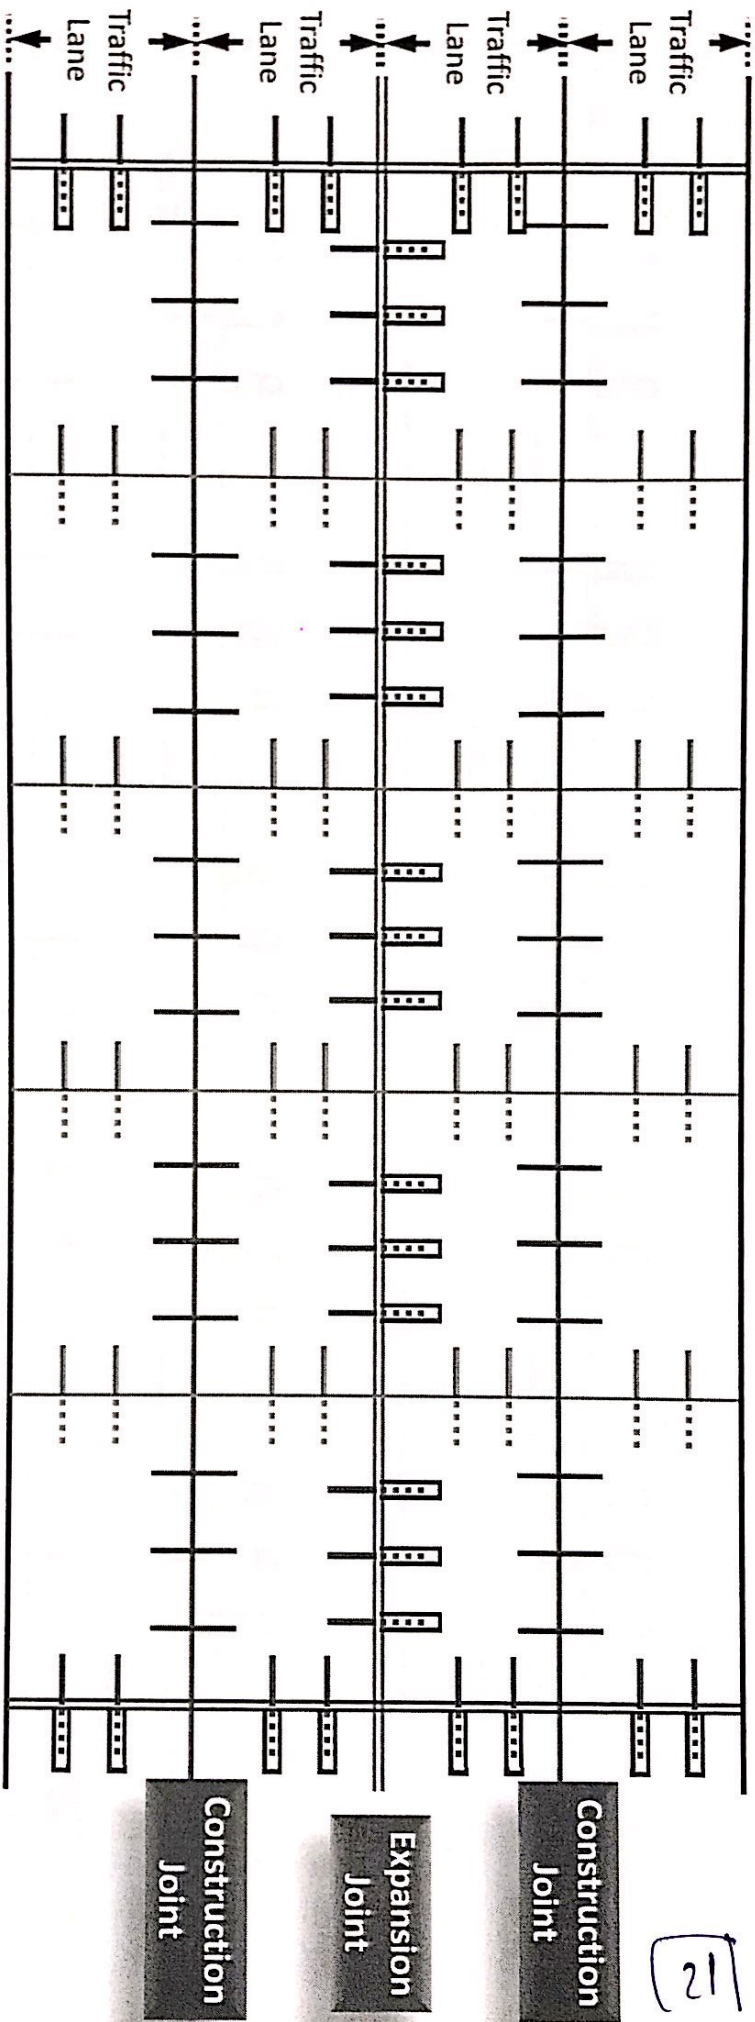 Traffic
Lane
Construction
Joint
Traffic
Lane
Expansion
Joint
Traffic
Lane
Construction
Joint
Traffic
Lane
21